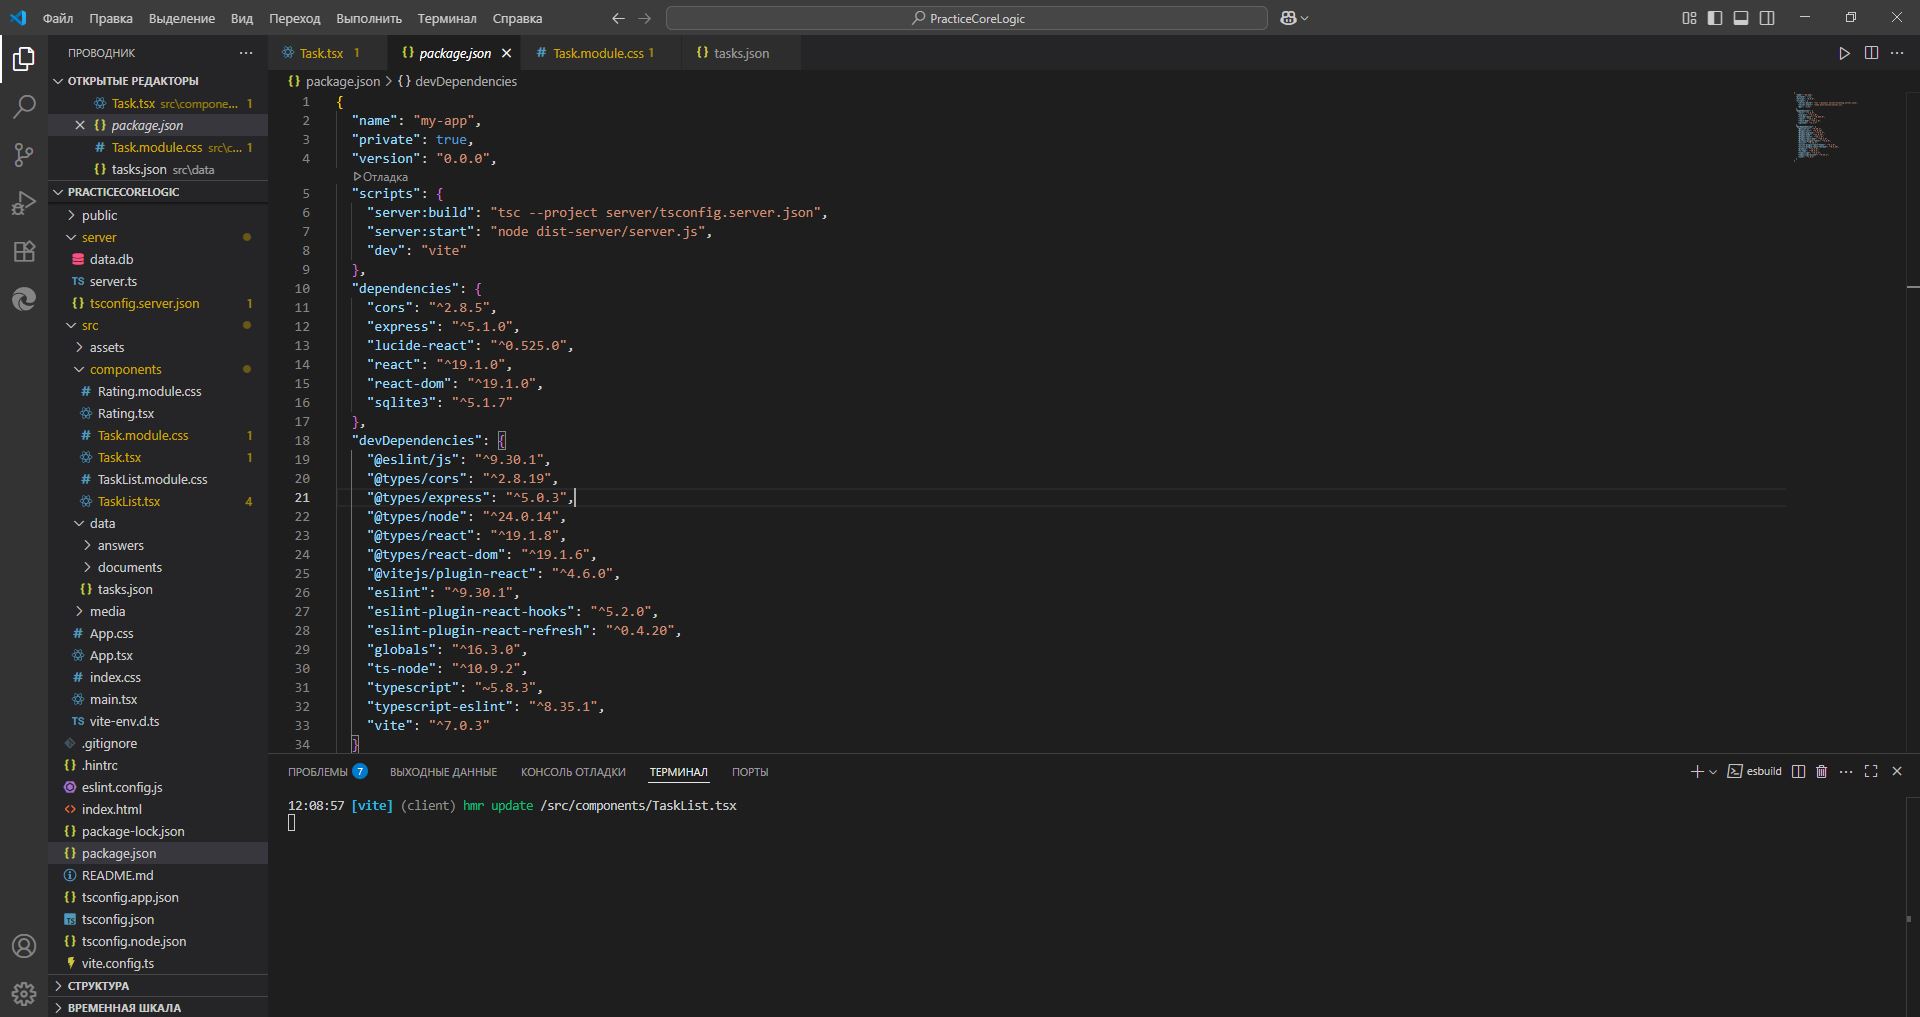 Файл Правка Выделение Вид Переход Выполнить Терминал Справка
PracticeCoreLogic
ПРОВОДНИК
ОТКРЫТЫЕ РЕДАКТОРЫ
Task.tsx src\compone... 1
package.json
Task.module.css src\c... 1
tasks.json src\data
PRACTICECORELOGIC
public
server
data.db
TS server.ts
{} tsconfig.server.json 1
src
assets
components
# Rating.module.css
Rating.tsx
# Task.module.css 1
Task.tsx 1
# TaskList.module.css
TaskList.tsx 4
data
answers
documents
{} tasks.json
media
# App.css
App.tsx
# index.css
main.tsx
TS vite-env.d.ts
.gitignore
{} .hintrc
eslint.config.js
<> index.html
{} package-lock.json
{} package.json
README.md
{} tsconfig.app.json
tsconfig.json
{} tsconfig.node.json
vite.config.ts
СТРУКТУРА
ВРЕМЕННАЯ ШКАЛА
Task.tsx 1 {} package.json # Task.module.css 1 {} tasks.json
{} package.json > {} devDependencies
1 {
2 "name": "my-app",
3 "private": true,
4 "version": "0.0.0",
Отладка
5 "scripts": {
6 "server:build": "tsc --project server/tsconfig.server.json",
7 "server:start": "node dist-server/server.js",
8 "dev": "vite"
9 },
10 "dependencies": {
11 "cors": "^2.8.5",
12 "express": "^5.1.0",
13 "lucide-react": "^0.525.0",
14 "react": "^19.1.0",
15 "react-dom": "^19.1.0",
16 "sqlite3": "^5.1.7"
17 },
18 "devDependencies": {
19 "@eslint/js": "^9.30.1",
20 "@types/cors": "^2.8.19",
21 "@types/express": "^5.0.3",
22 "@types/node": "^24.0.14",
23 "@types/react": "^19.1.8",
24 "@types/react-dom": "^19.1.6",
25 "@vitejs/plugin-react": "^4.6.0",
26 "eslint": "^9.30.1",
27 "eslint-plugin-react-hooks": "^5.2.0",
28 "eslint-plugin-react-refresh": "^0.4.20",
29 "globals": "^16.3.0",
30 "ts-node": "^10.9.2",
31 "typescript": "~5.8.3",
32 "typescript-eslint": "^8.35.1",
33 "vite": "^7.0.3"
34 }
ПРОБЛЕМЫ 7 ВЫХОДНЫЕ ДАННЫЕ КОНСОЛЬ ОТЛАДКИ ТЕРМИНАЛ ПОРТЫ
esbuild
12:08:57 [vite] (client) hmr update /src/components/TaskList.tsx